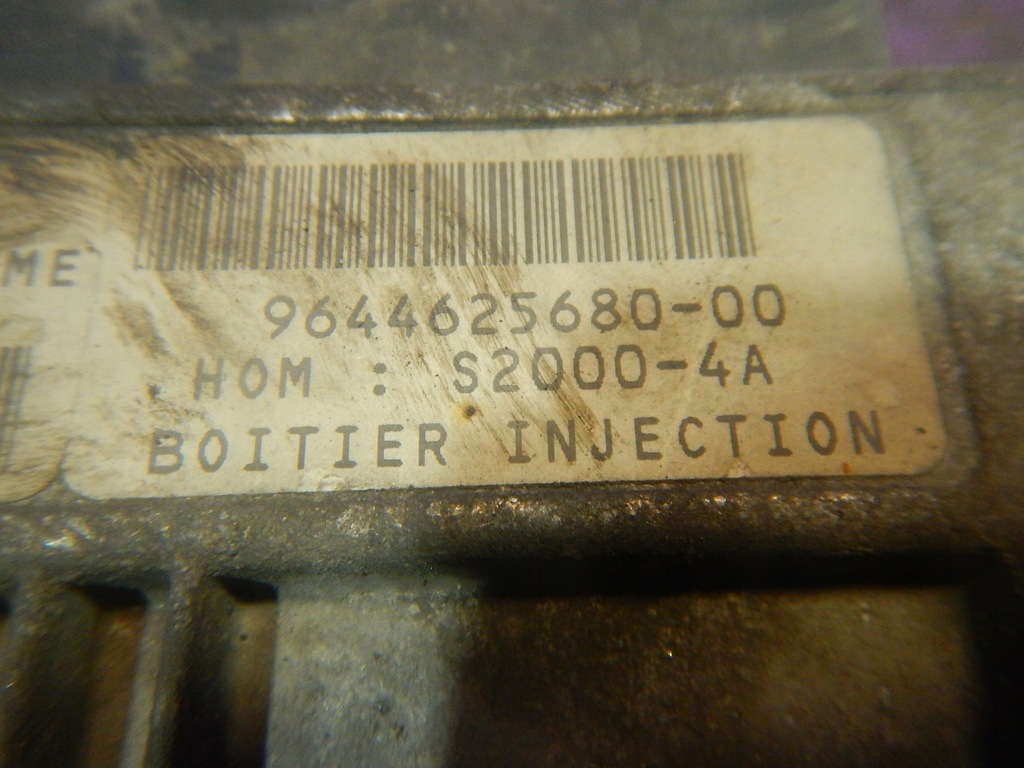 ME
9644625680-00
HOM : S2000-4A
BOITIER INJECTION